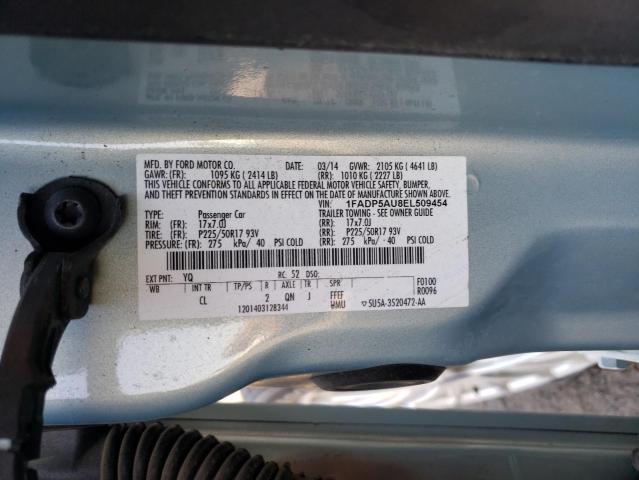 MFD. BY FORD MOTOR CO. DATE: 03/14 GVWR: 2105 KG (4641 LB)
GAWR: (FR): 1095 KG (2414 LB) (RR): 1010 KG (2227 LB)
THIS VEHICLE CONFORMS TO ALL APPLICABLE FEDERAL MOTOR VEHICLE SAFETY, BUMPER,
AND THEFT PREVENTION STANDARDS IN EFFECT ON THE DATE OF MANUFACTURE SHOWN ABOVE.
VIN: 1FADP5AU8EL509454
TYPE: Passenger Car TRAILER TOWING - SEE OWNER GUIDE
RIM: (FR) 17x7.0J (RR): 17x7.0J
TIRE: (FR): P225/50R17 93V (RR): P225/50R17 93V
PRESSURE: (FR) 275 kPa/ 40 PSI COLD (RR): 275 kPa/ 40 PSI COLD
EXT PNT: YQ RC: 52 DSO:
WB INT TR TP/PS R AXLE TR SPR F0100
CL 2 QN J FFEF R0096
UMU
1201403128344 5U5A-3520472-AA